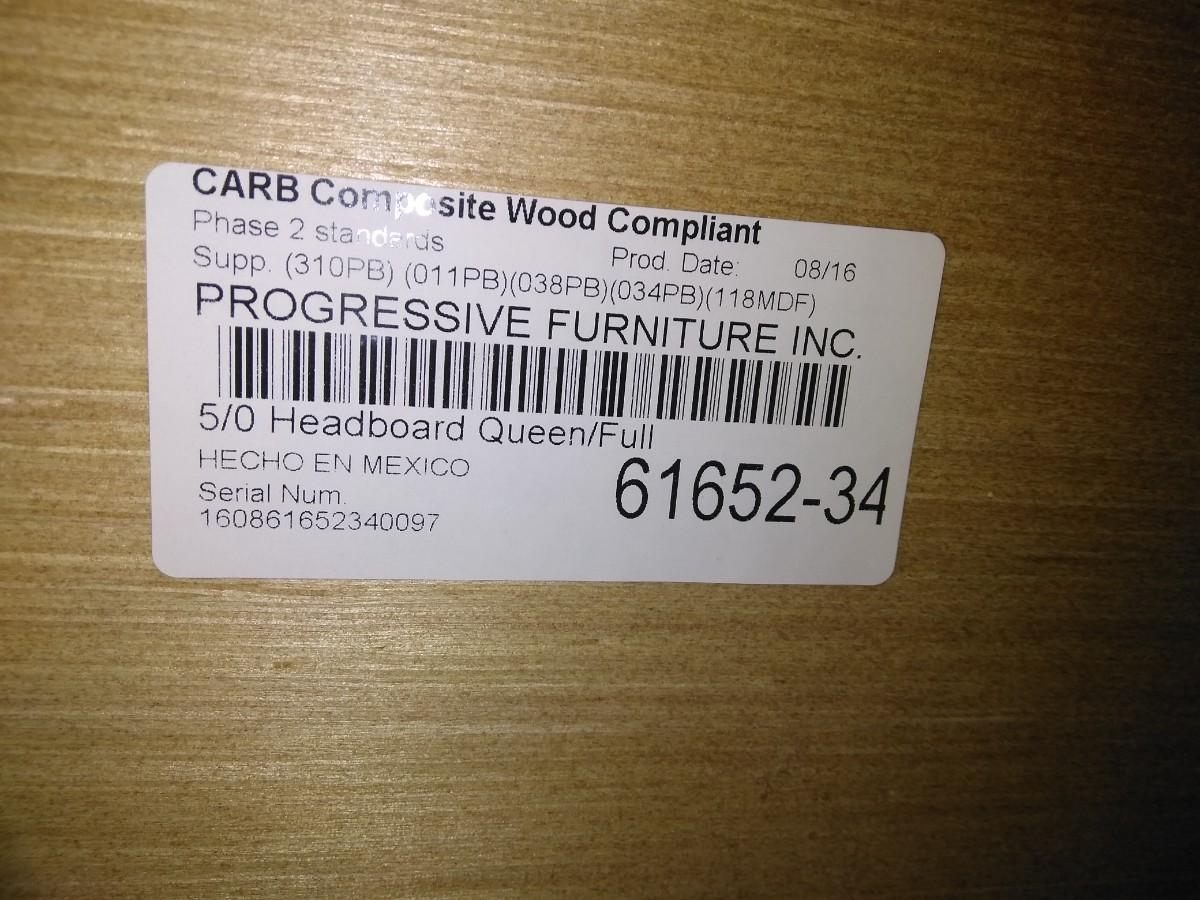 CARB Composite Wood Compliant
Phase 2 standards Prod. Date: 08/16
Supp. (310PB) (011PB)(038PB)(034PB)(118MDF)
PROGRESSIVE FURNITURE INC.
5/0 Headboard Queen/Full
HECHO EN MEXICO
61652-34
Serial Num.
160861652340097